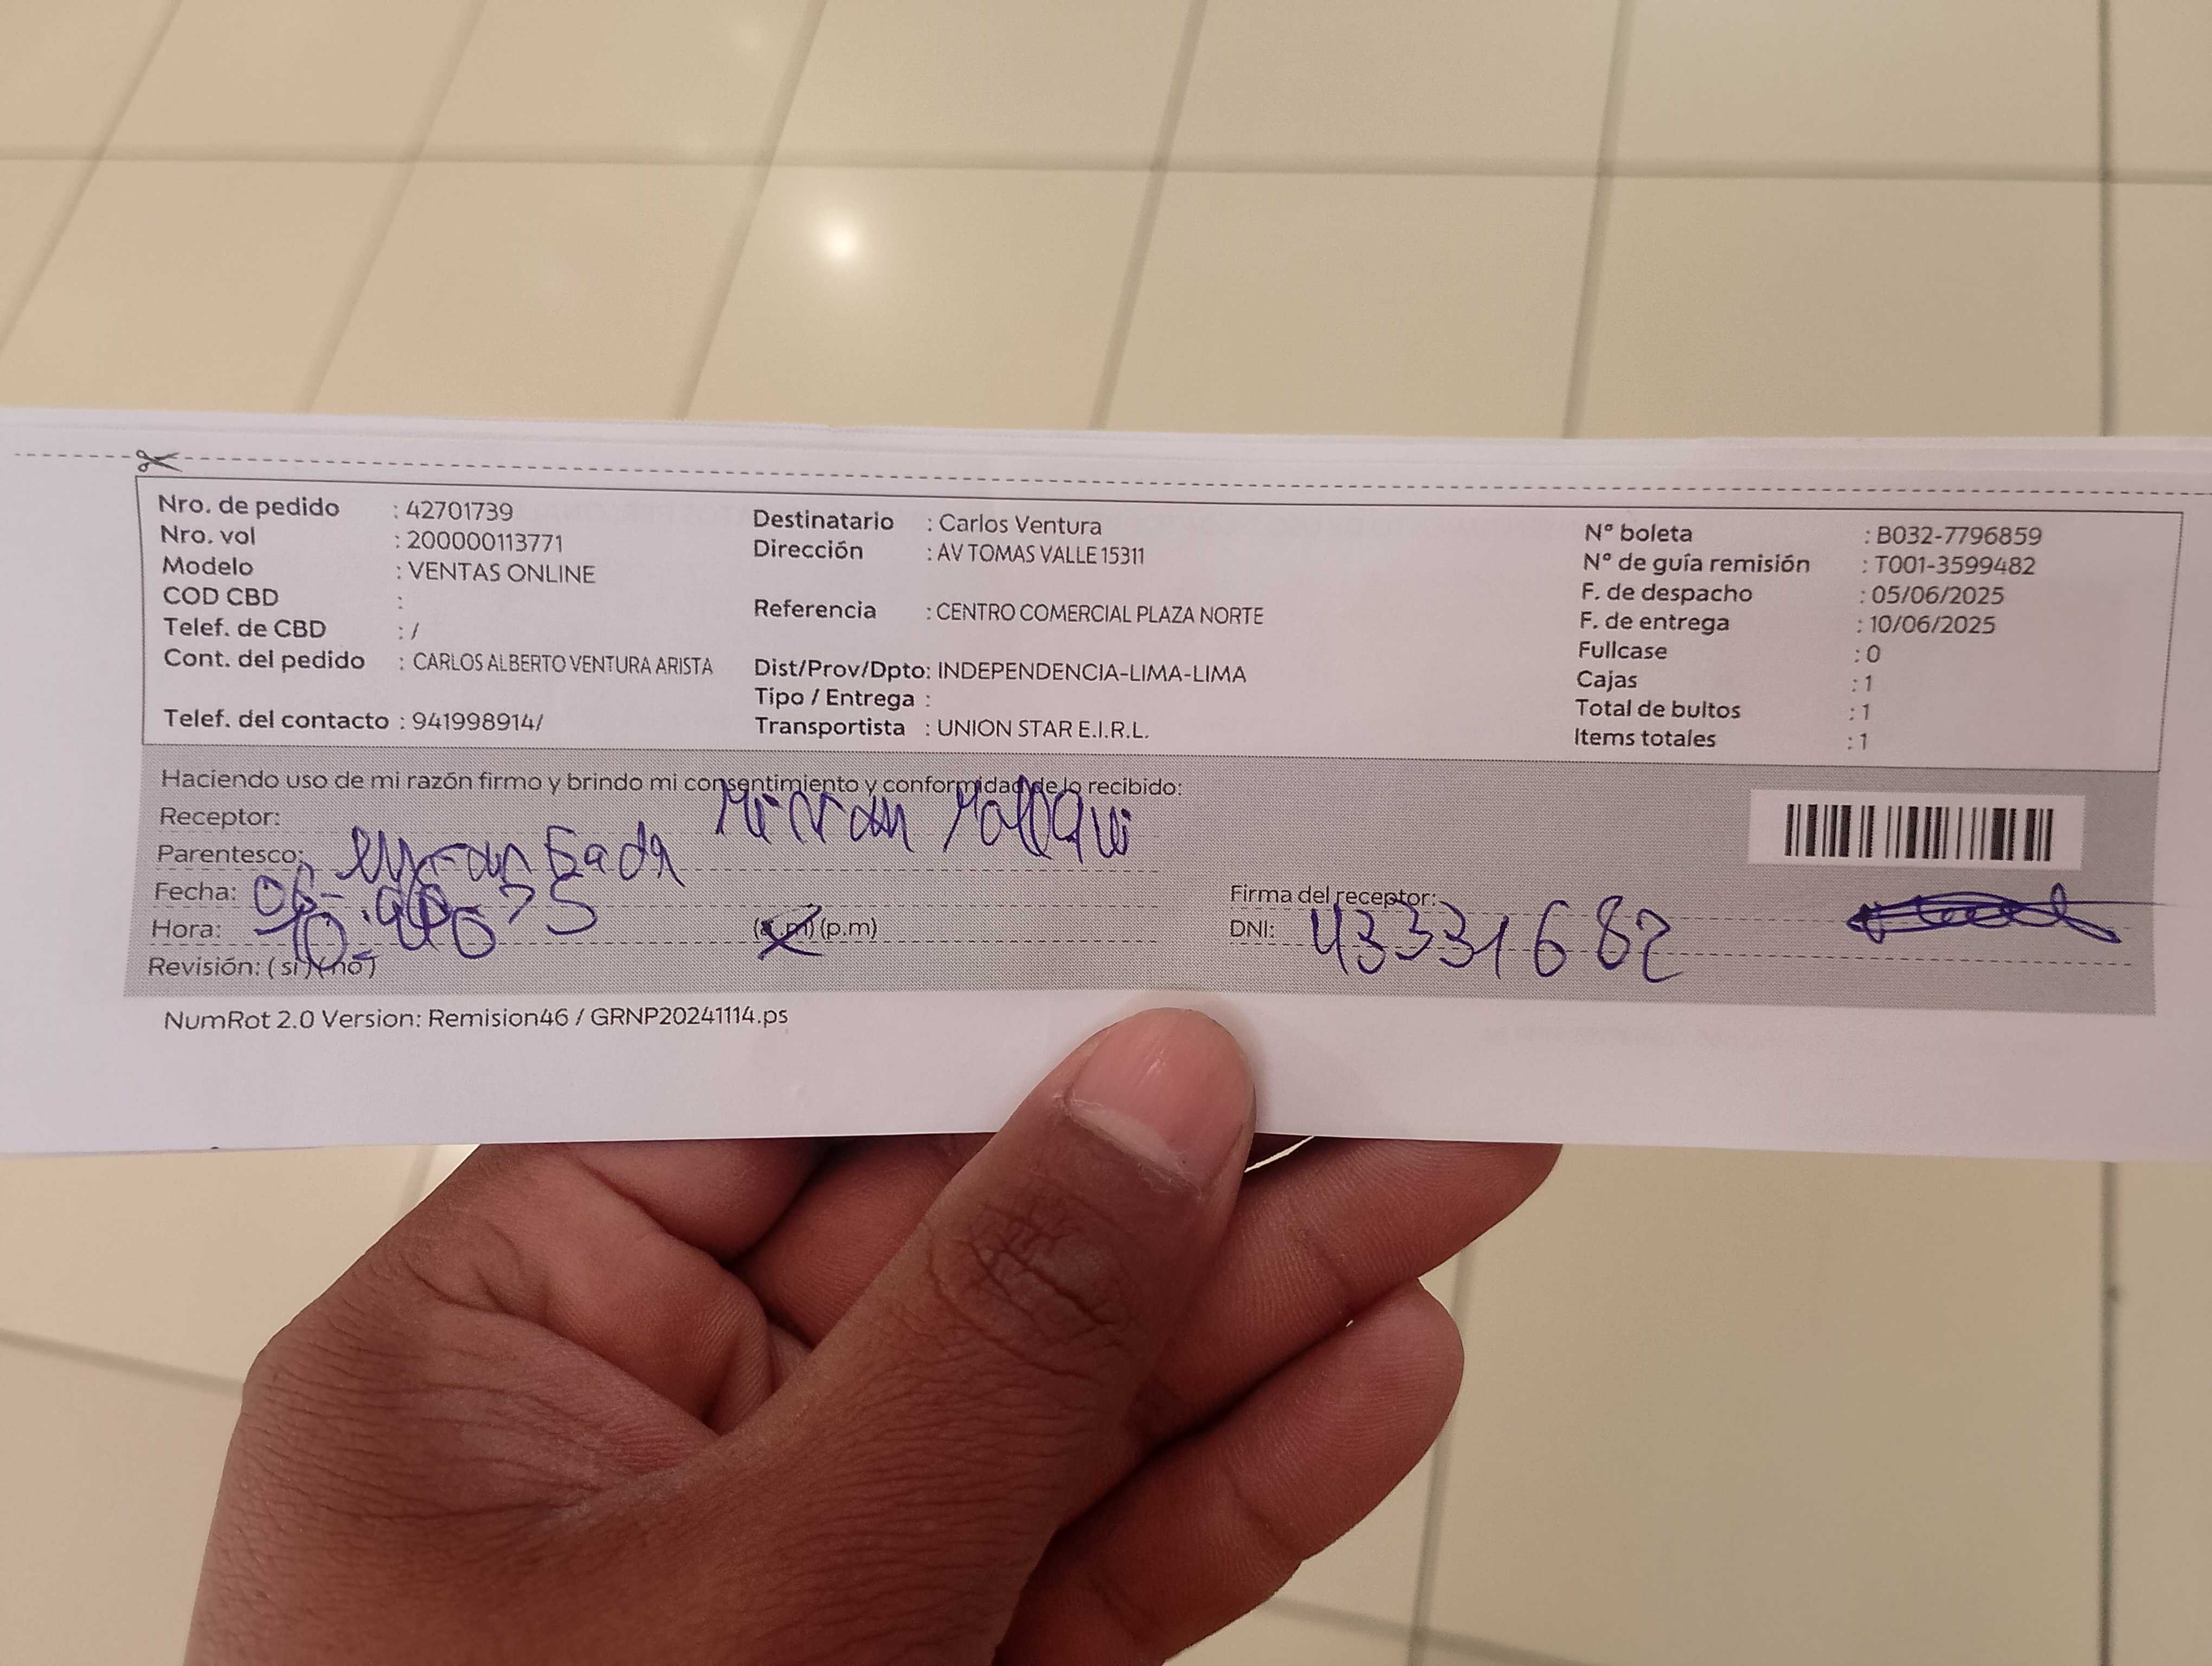 Nro. de pedido : 42701739
Nro. vol : 200000113771
Modelo : VENTAS ONLINE
COD CBD :
Telef. de CBD : /
Cont. del pedido : CARLOS ALBERTO VENTURA ARISTA
Telef. del contacto : 941998914/
Destinatario : Carlos Ventura
Dirección : AV TOMAS VALLE 15311
Referencia : CENTRO COMERCIAL PLAZA NORTE
Dist/Prov/Dpto: INDEPENDENCIA-LIMA-LIMA
Tipo / Entrega :
Transportista : UNION STAR E.I.R.L.
N° boleta : B032-7796859
N° de guía remisión : T001-3599482
F. de despacho : 05/06/2025
F. de entrega : 10/06/2025
Fullcase : 0
Cajas : 1
Total de bultos : 1
Items totales : 1
Haciendo uso de mi razón firmo y brindo mi consentimiento y conformidad de lo recibido:
Receptor:
Parentesco:
Fecha:
Hora: (a.m) (p.m)
Revisión: ( si ) ( no )
Firma del receptor:
DNI: 43331682
NumRot 2.0 Version: Remision46 / GRNP20241114.ps